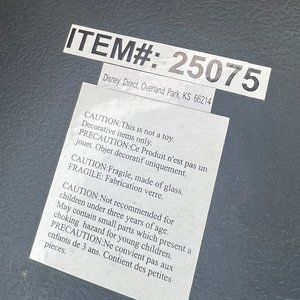 ITEM#: 25075
Disney Direct, Overland Park, KS 66214
CAUTION:This is not a toy.
Decorative items only.
PRECAUTION:Ce Produit n'est pas un
jouet. Objet decoratif uniquement.
CAUTION:Fragile, made of glass.
FRAGILE: Fabrication verre.
CAUTION:Not recommended for
children under three years of age.
May contain small parts which present a
choking hazard for young children.
PRECAUTION:Ne convient pas aux
enfants de 3 ans. Contient des petites
pieces.